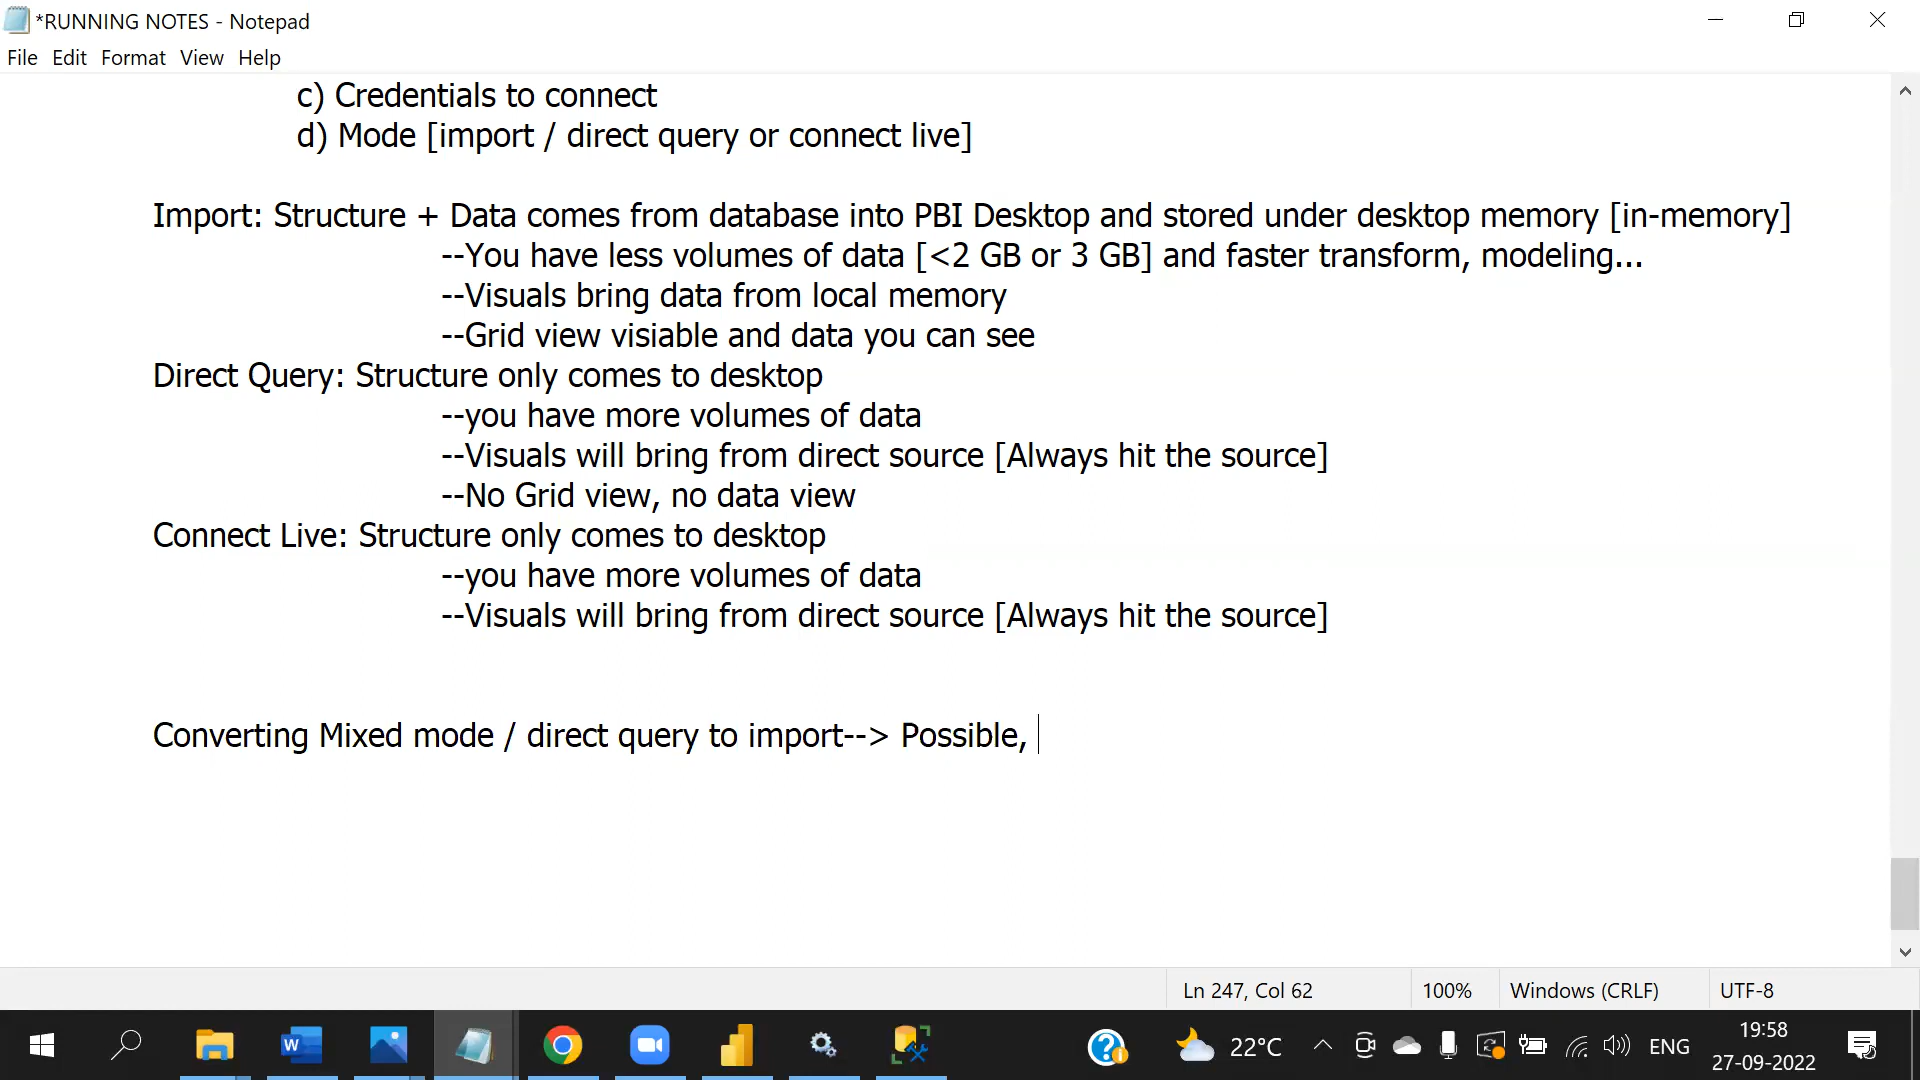 *RUNNING NOTES - Notepad
File Edit Format View Help
c) Credentials to connect
d) Mode [import / direct query or connect live]
Import: Structure + Data comes from database into PBI Desktop and stored under desktop memory [in-memory]
--You have less volumes of data [<2 GB or 3 GB] and faster transform, modeling...
--Visuals bring data from local memory
--Grid view visiable and data you can see
Direct Query: Structure only comes to desktop
--you have more volumes of data
--Visuals will bring from direct source [Always hit the source]
--No Grid view, no data view
Connect Live: Structure only comes to desktop
--you have more volumes of data
--Visuals will bring from direct source [Always hit the source]
Converting Mixed mode / direct query to import--> Possible,
Ln 247, Col 62 100% Windows (CRLF) UTF-8
W 22°C ENG 19:58
27-09-2022